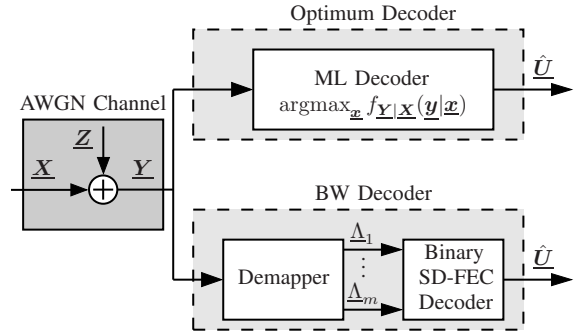 Optimum Decoder
ML Decoder
argmax_x f_Y|X(y|x)
Û
AWGN Channel
Z
X
Y
BW Decoder
Demapper
Λ1
⋮
Λm
Binary
SD-FEC
Decoder
Û